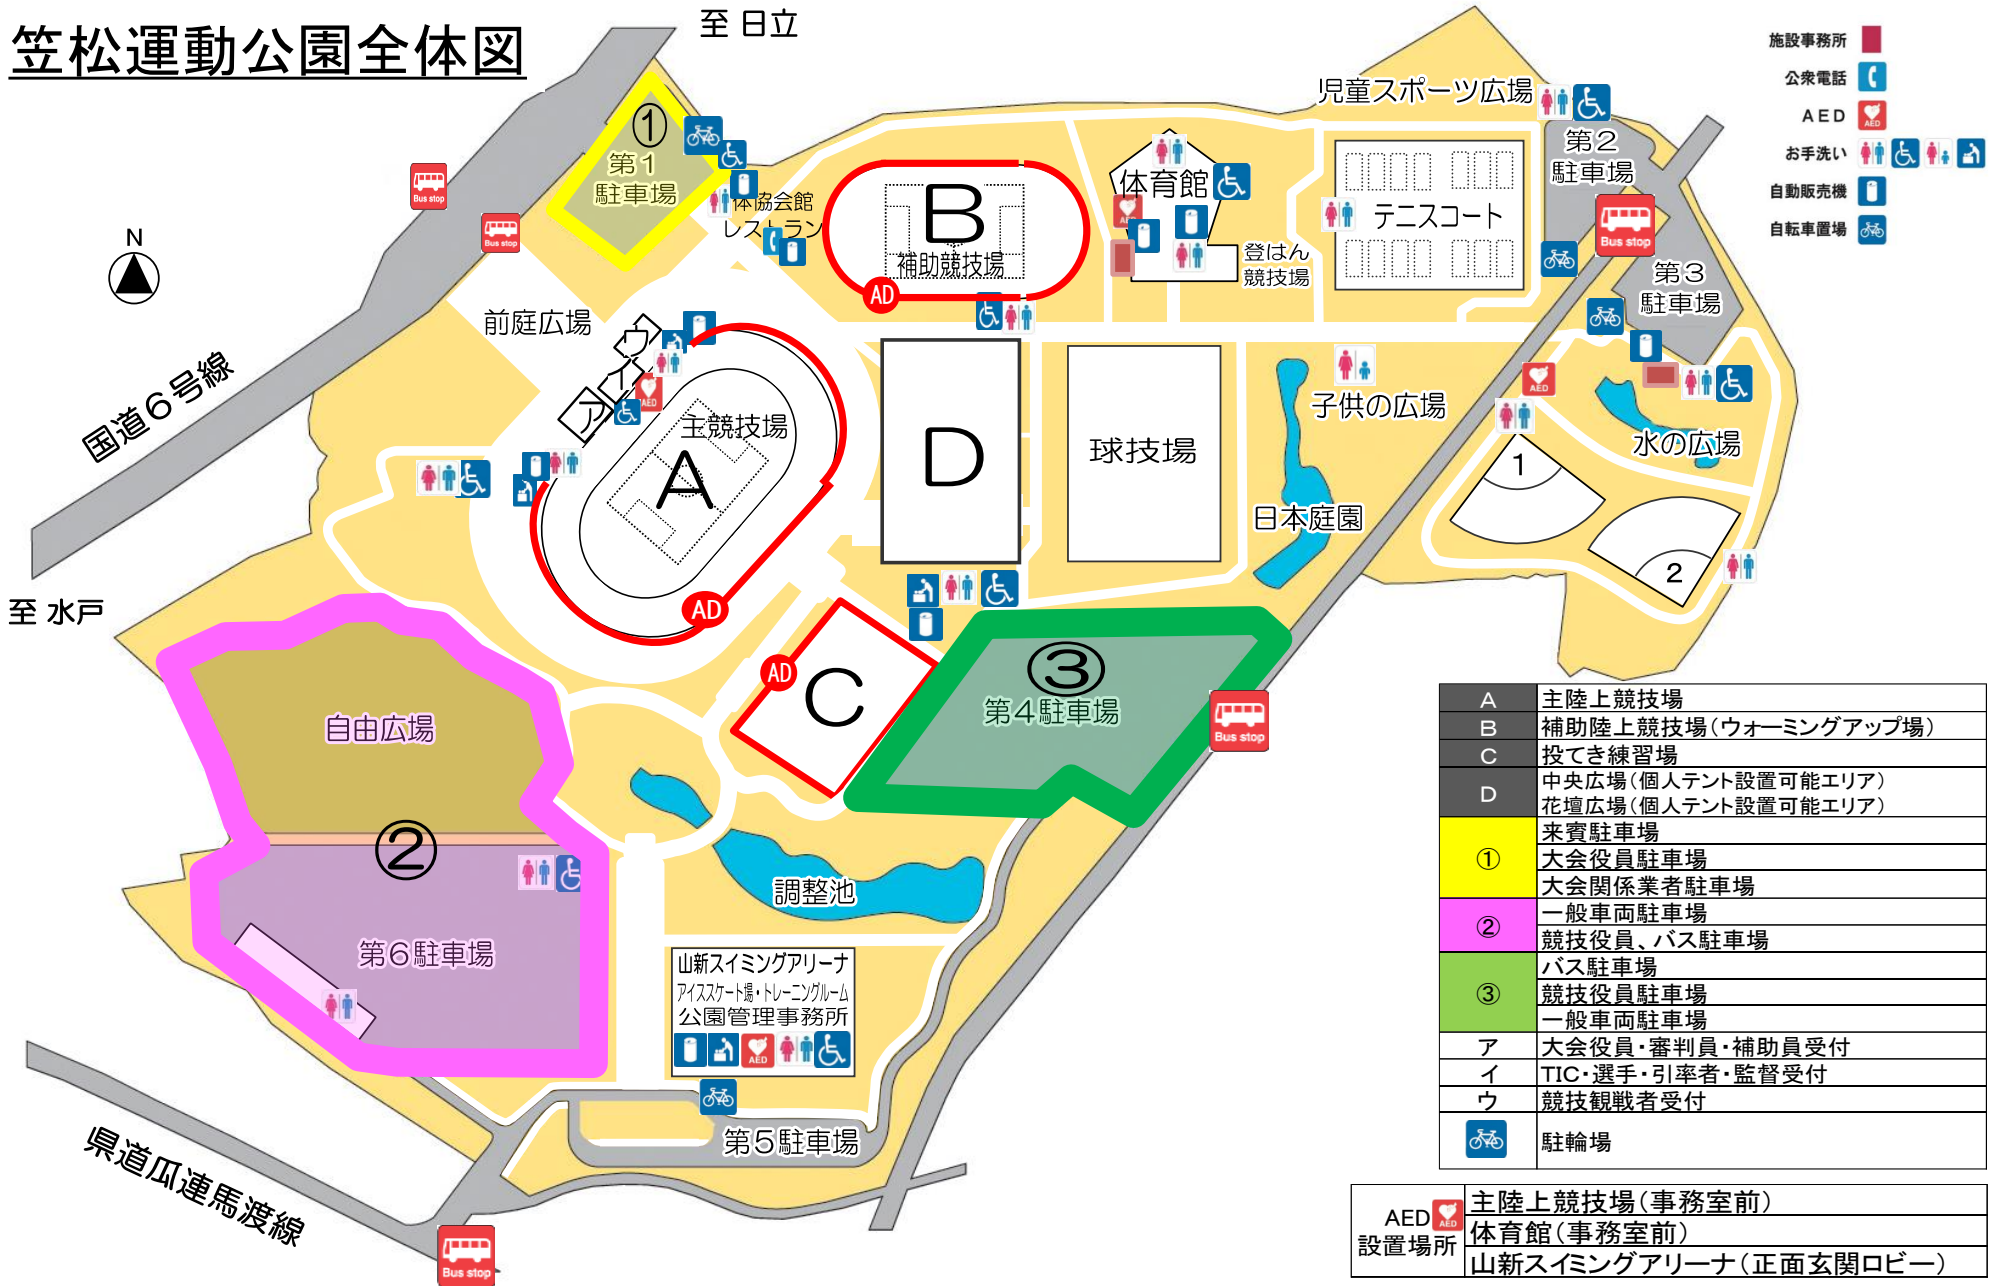 笠松運動公園全体図
至 日立
施設事務所
公衆電話
AED
AED
お手洗い
自動販売機
自転車置場
児童スポーツ広場
①
第1
駐車場
Bus stop
Bus stop
体協会館
レストラン
B
補助競技場
AD
体育館
AED
登はん
競技場
テニスコート
第2
駐車場
Bus stop
第3
駐車場
N
前庭広場
国道6号線
至 水戸
ウ
イ
ア
AED
主競技場
A
AD
D
球技場
子供の広場
日本庭園
AED
水の広場
1
2
AD
C
③
第4駐車場
Bus stop
自由広場
②
第6駐車場
調整池
山新スイミングアリーナ
アイススケート場・トレーニングルーム
公園管理事務所
AED
第5駐車場
県道瓜連馬渡線
Bus stop
A 主陸上競技場
B 補助陸上競技場(ウォーミングアップ場)
C 投てき練習場
D 中央広場(個人テント設置可能エリア)
花壇広場(個人テント設置可能エリア)
① 来賓駐車場
大会役員駐車場
大会関係業者駐車場
② 一般車両駐車場
競技役員、バス駐車場
③ バス駐車場
競技役員駐車場
一般車両駐車場
ア 大会役員・審判員・補助員受付
イ TIC・選手・引率者・監督受付
ウ 競技観戦者受付
駐輪場
AED AED
設置場所
主陸上競技場(事務室前)
体育館(事務室前)
山新スイミングアリーナ(正面玄関ロビー)